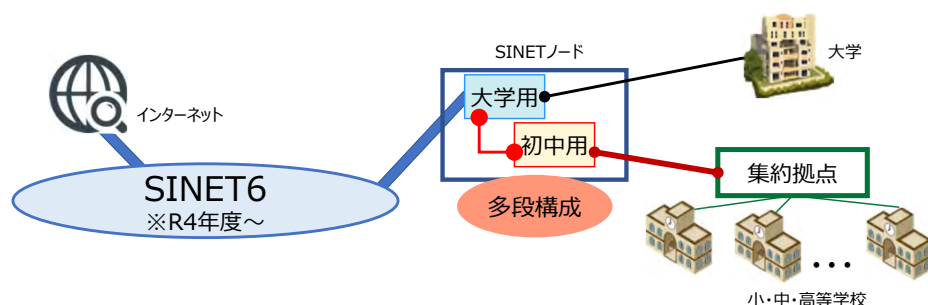 SINETノード
大学
大学用
インターネット
初中用
集約拠点
SINET6
※R4年度～
多段構成
・・・
小・中・高等学校